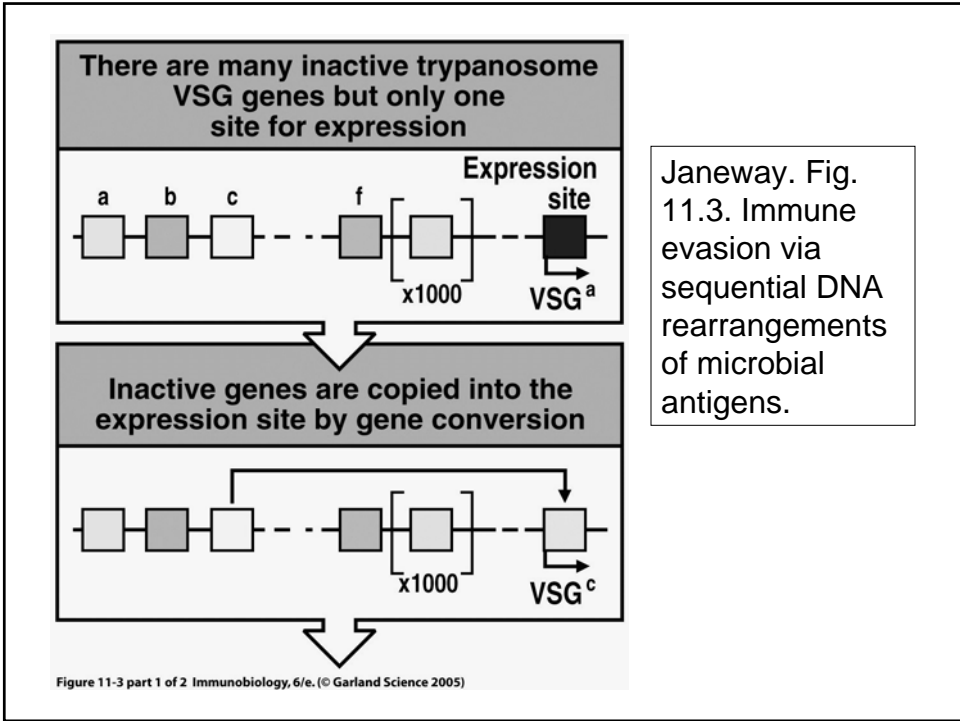 There are many inactive trypanosome
VSG genes but only one
site for expression
Expression
site
a b c f
x1000
VSG^a
Inactive genes are copied into the
expression site by gene conversion
x1000
VSG^c
Figure 11-3 part 1 of 2 Immunobiology, 6/e. (© Garland Science 2005)
Janeway. Fig.
11.3. Immune
evasion via
sequential DNA
rearrangements
of microbial
antigens.